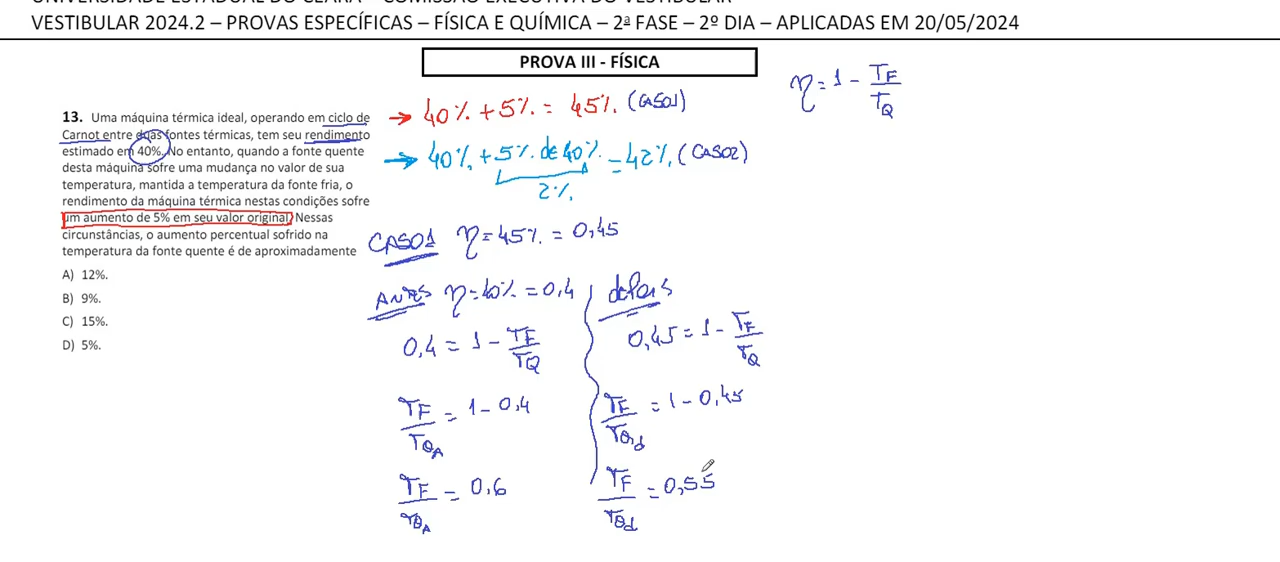 UNIVERSIDADE ESTADUAL DO CEARÁ – COMISSÃO EXECUTIVA DO VESTIBULAR
VESTIBULAR 2024.2 – PROVAS ESPECÍFICAS – FÍSICA E QUÍMICA – 2ª FASE – 2º DIA – APLICADAS EM 20/05/2024
PROVA III - FÍSICA
13. Uma máquina térmica ideal, operando em ciclo de
Carnot entre duas fontes térmicas, tem seu rendimento
estimado em 40%. No entanto, quando a fonte quente
desta máquina sofre uma mudança no valor de sua
temperatura, mantida a temperatura da fonte fria, o
rendimento da máquina térmica nestas condições sofre
um aumento de 5% em seu valor original. Nessas
circunstâncias, o aumento percentual sofrido na
temperatura da fonte quente é de aproximadamente
A) 12%.
B) 9%.
C) 15%.
D) 5%.
η = 1 - TF/TQ
→ 40% + 5% = 45% (CASO1)
→ 40% + 5% de 40% = 42% (CASO2)
2%
CASO1 η = 45% = 0,45
ANTES η = 40% = 0,4
0,4 = 1 - TF/TQ
TF/TQA = 1 - 0,4
TF/TQA = 0,6
depois
0,45 = 1 - TF/TQ
TF/TQd = 1 - 0,45
TF/TQd = 0,55